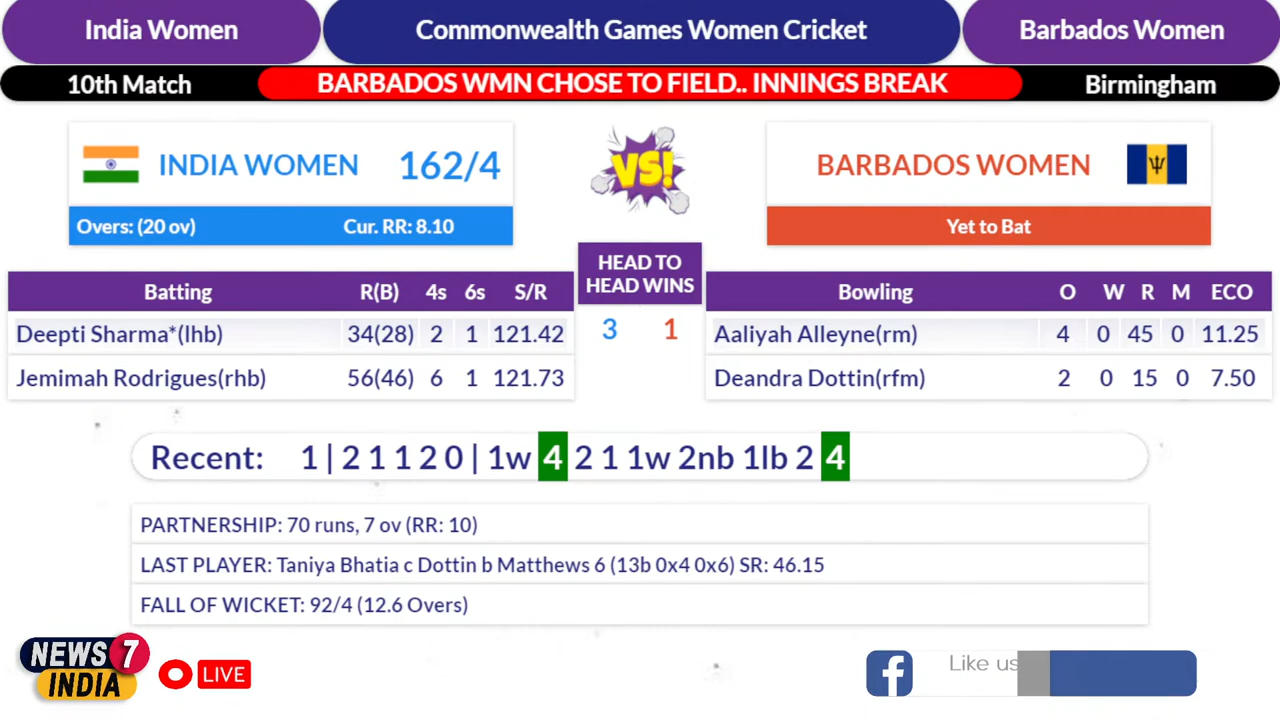 India Women Commonwealth Games Women Cricket Barbados Women
10th Match BARBADOS WMN CHOSE TO FIELD.. INNINGS BREAK Birmingham
INDIA WOMEN 162/4 VS! BARBADOS WOMEN
Overs: (20 ov) Cur. RR: 8.10 Yet to Bat
HEAD TO
HEAD WINS
3 1
Batting R(B) 4s 6s S/R
Deepti Sharma*(lhb) 34(28) 2 1 121.42
Jemimah Rodrigues(rhb) 56(46) 6 1 121.73
Bowling O W R M ECO
Aaliyah Alleyne(rm) 4 0 45 0 11.25
Deandra Dottin(rfm) 2 0 15 0 7.50
Recent: 1 | 2 1 1 2 0 | 1w 4 2 1 1w 2nb 1lb 2 4
PARTNERSHIP: 70 runs, 7 ov (RR: 10)
LAST PLAYER: Taniya Bhatia c Dottin b Matthews 6 (13b 0x4 0x6) SR: 46.15
FALL OF WICKET: 92/4 (12.6 Overs)
NEWS 7
INDIA
LIVE
f Like us